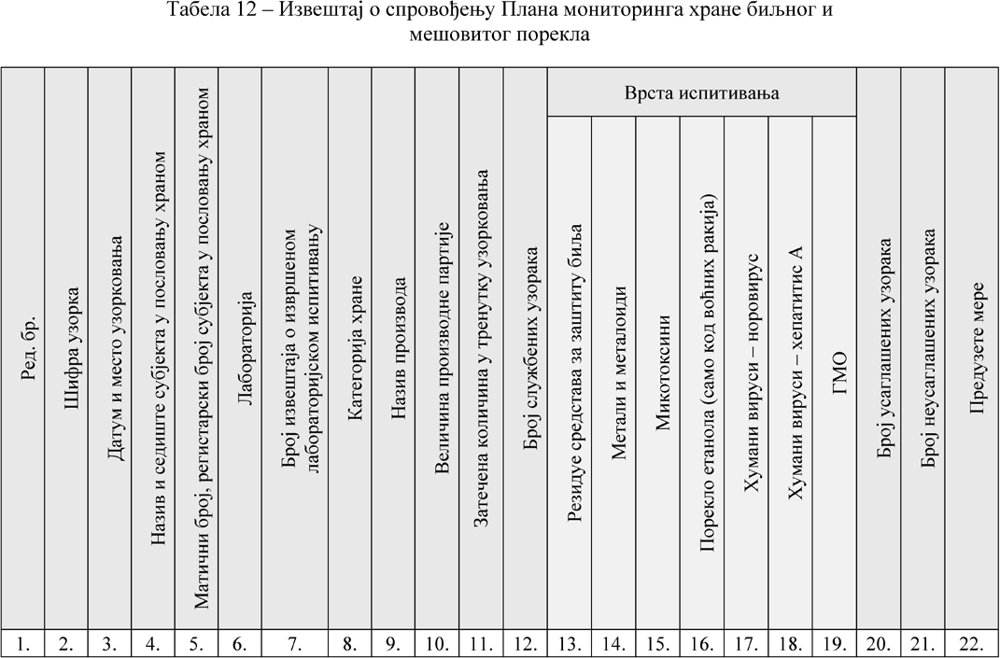 Табела 12 – Извештај о спровођењу Плана мониторинга хране биљног и
мешовитог порекла
Ред. бр.
Шифра узорка
Датум и место узорковања
Назив и седиште субјекта у пословању храном
Матични број, регистарски број субјекта у пословању храном
Лабораторија
Број извештаја о извршеном
лабораторијском испитивању
Категорија хране
Назив производа
Величина производне партије
Затечена количина у тренутку узорковања
Број службених узорака
Врста испитивања
Резидуе средстава за заштиту биља
Метали и металоиди
Микотоксини
Порекло етанола (само код воћних ракија)
Хумани вируси – норовирус
Хумани вируси – хепатитис А
ГМО
Број усаглашених узорака
Број неусаглашених узорака
Предузете мере
1. 2. 3. 4. 5. 6. 7. 8. 9. 10. 11. 12. 13. 14. 15. 16. 17. 18. 19. 20. 21. 22.